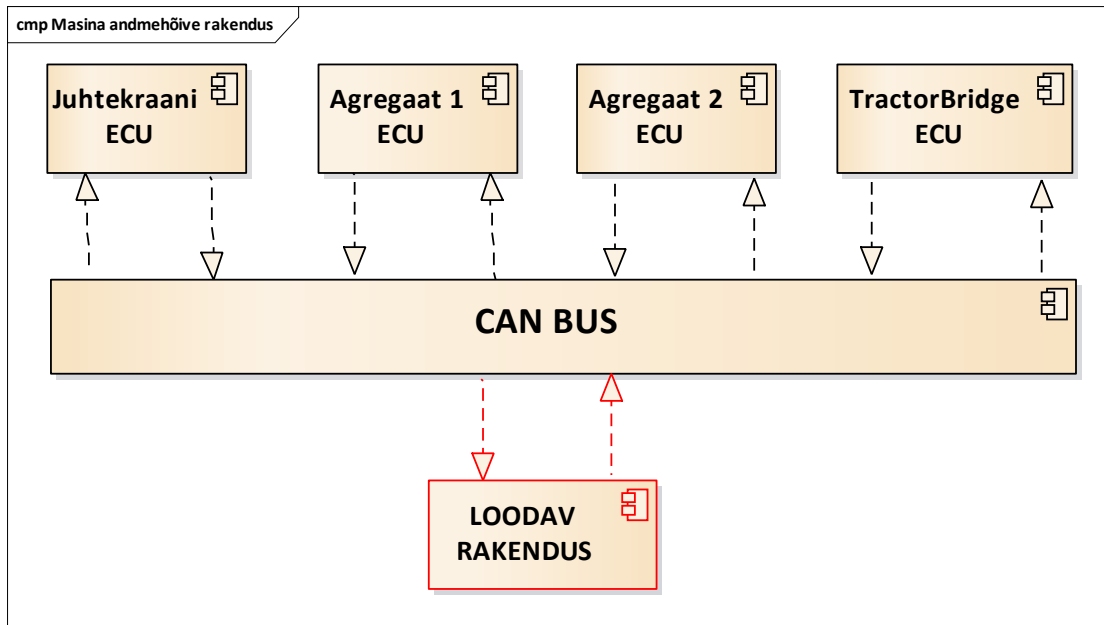 cmp Masina andmehõive rakendus
Juhtekraani
ECU
Agregaat 1
ECU
Agregaat 2
ECU
TractorBridge
ECU
CAN BUS
LOODAV
RAKENDUS